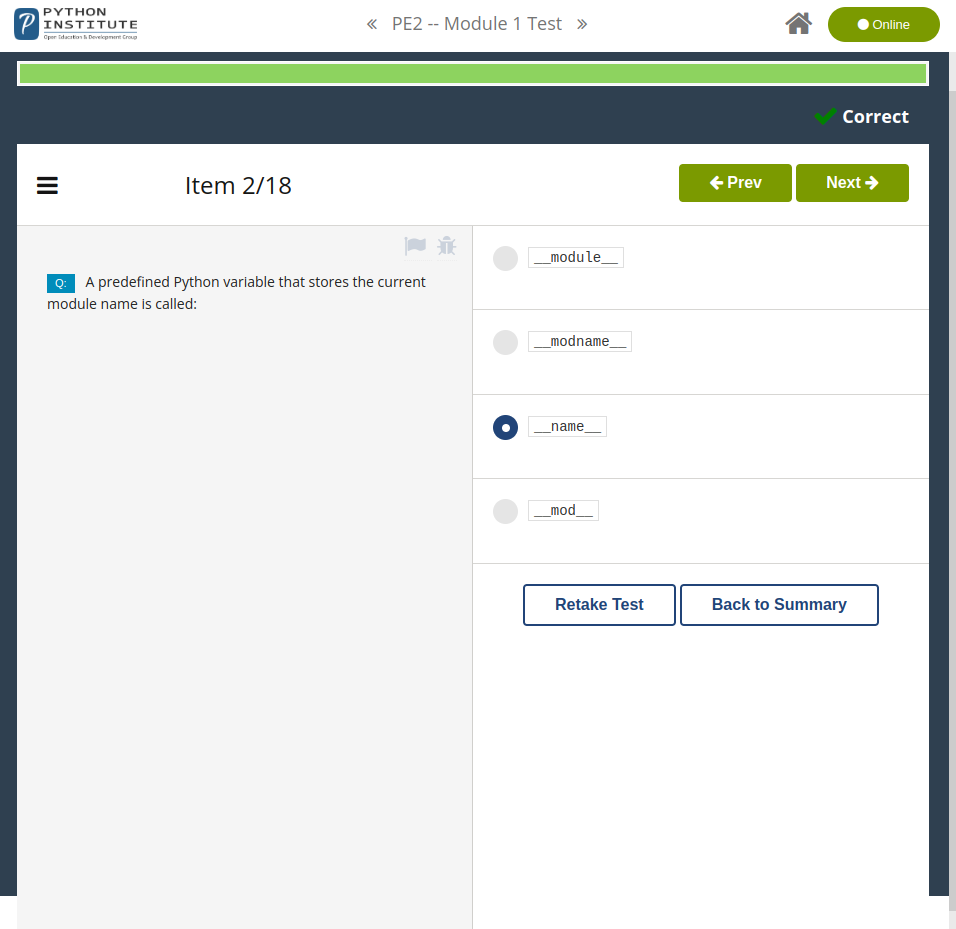 PYTHON
INSTITUTE
Open Education & Development Group
« PE2 -- Module 1 Test »
Online
Correct
Item 2/18
Prev
Next
Q: A predefined Python variable that stores the current
module name is called:
__module__
__modname__
__name__
__mod__
Retake Test
Back to Summary